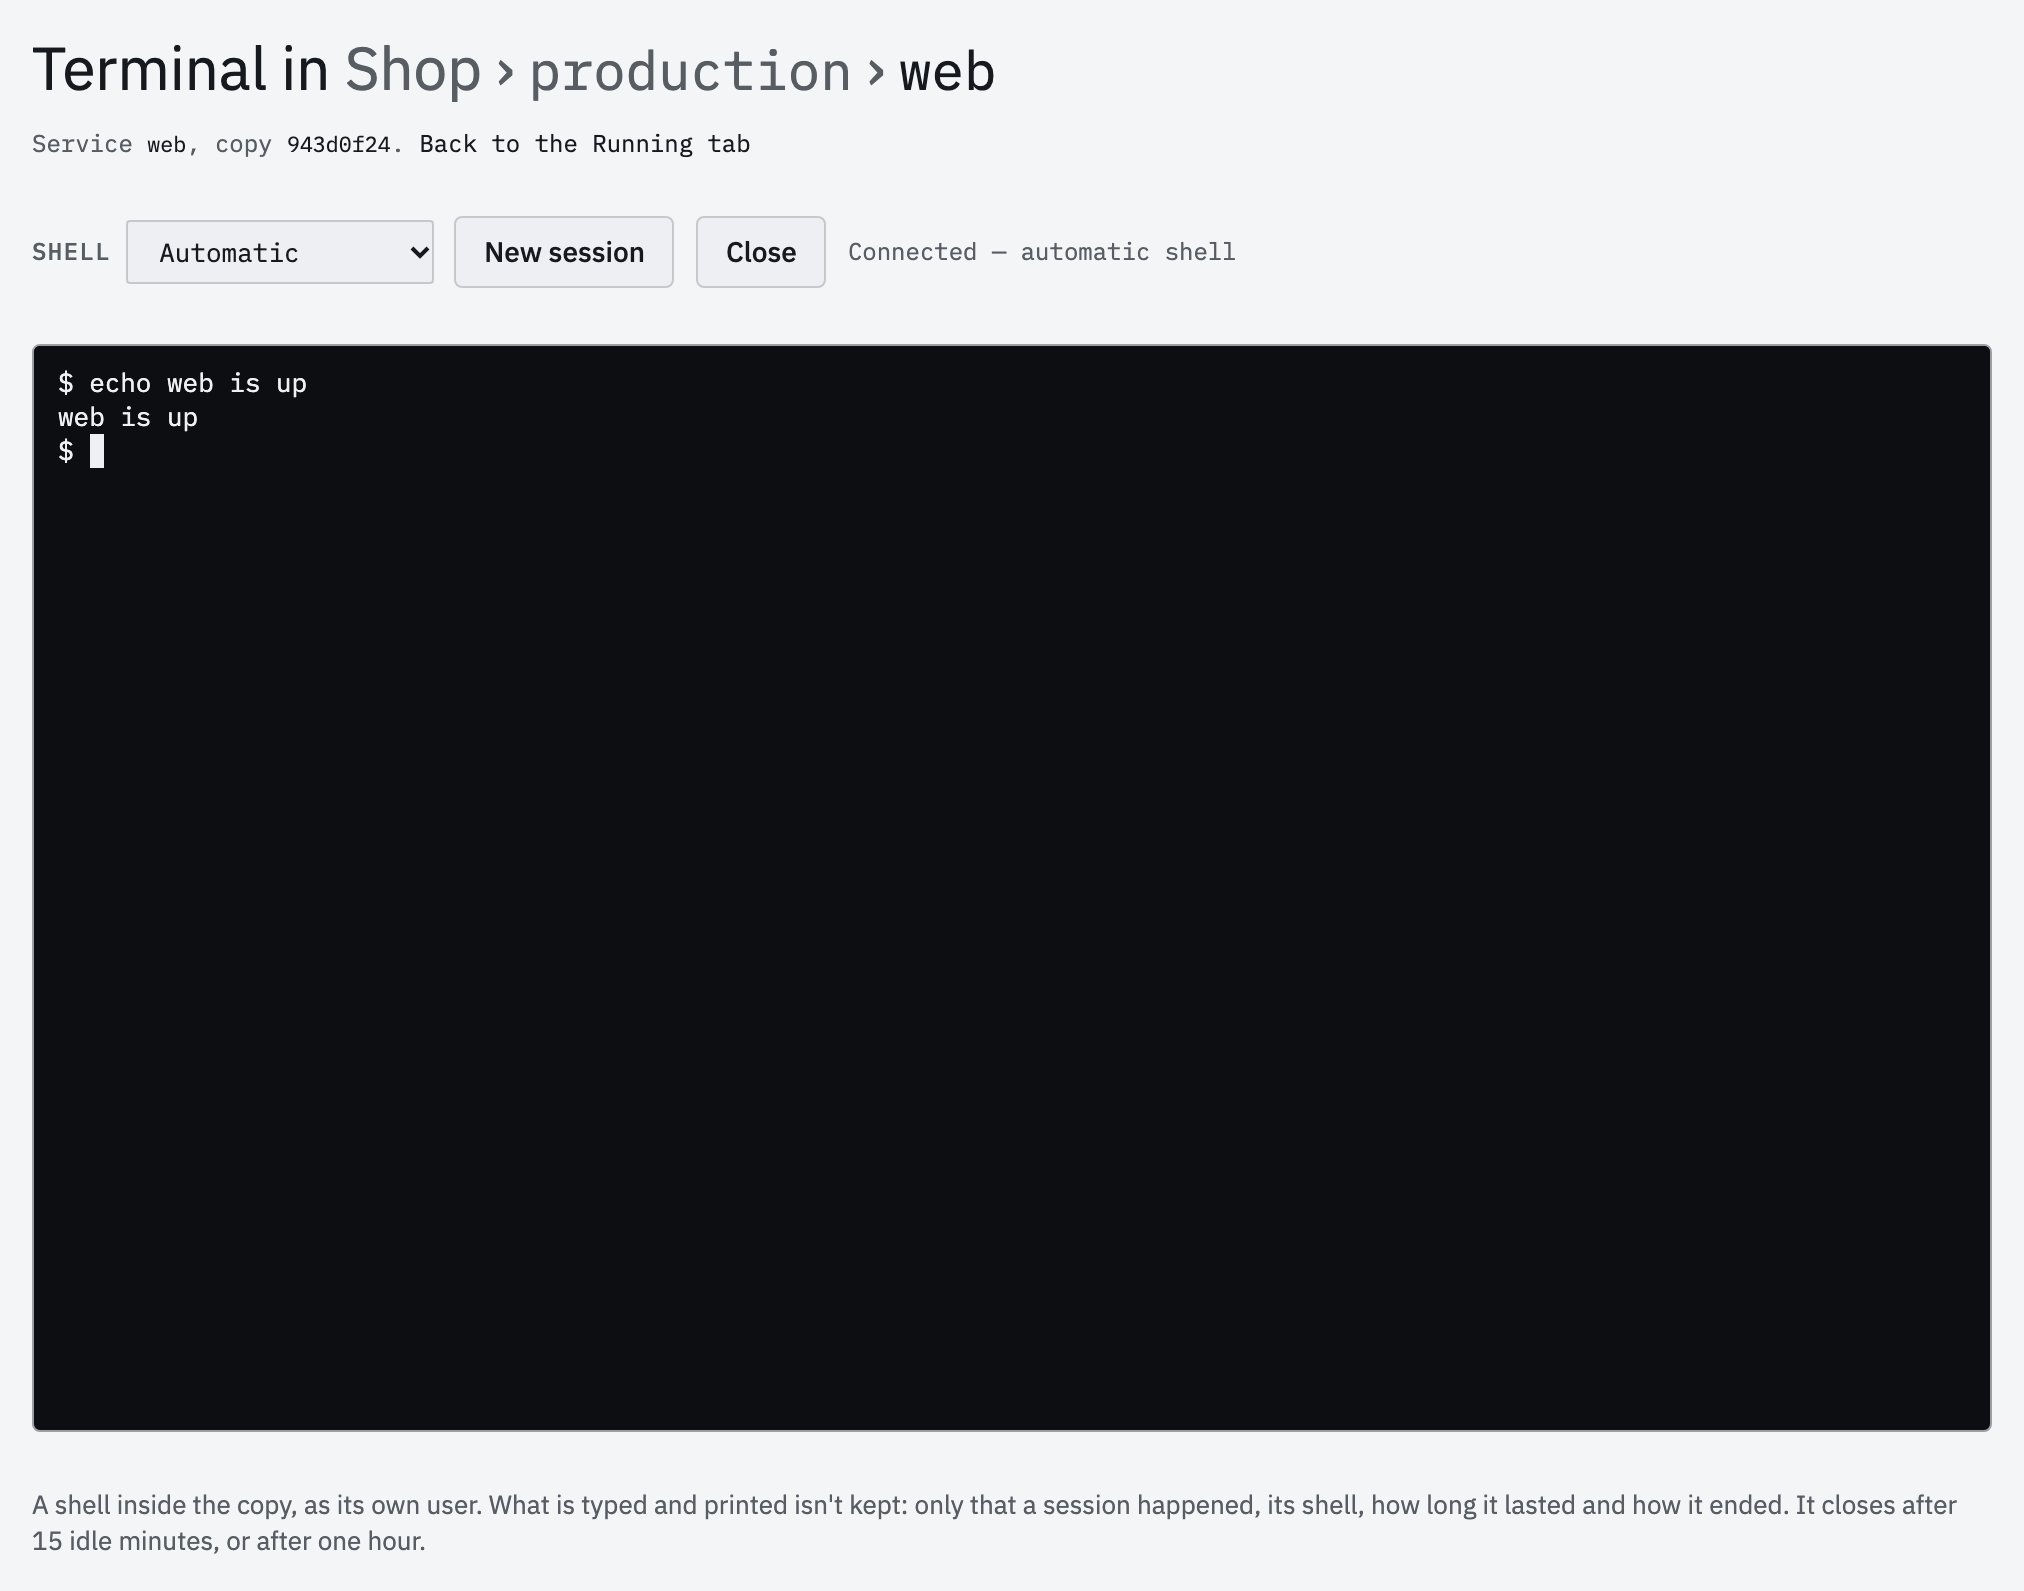 Terminal in Shop › production › web
Service web, copy 943d0f24. Back to the Running tab
SHELL Automatic New session Close Connected — automatic shell
$ echo web is up
web is up
$
A shell inside the copy, as its own user. What is typed and printed isn't kept: only that a session happened, its shell, how long it lasted and how it ended. It closes after
15 idle minutes, or after one hour.